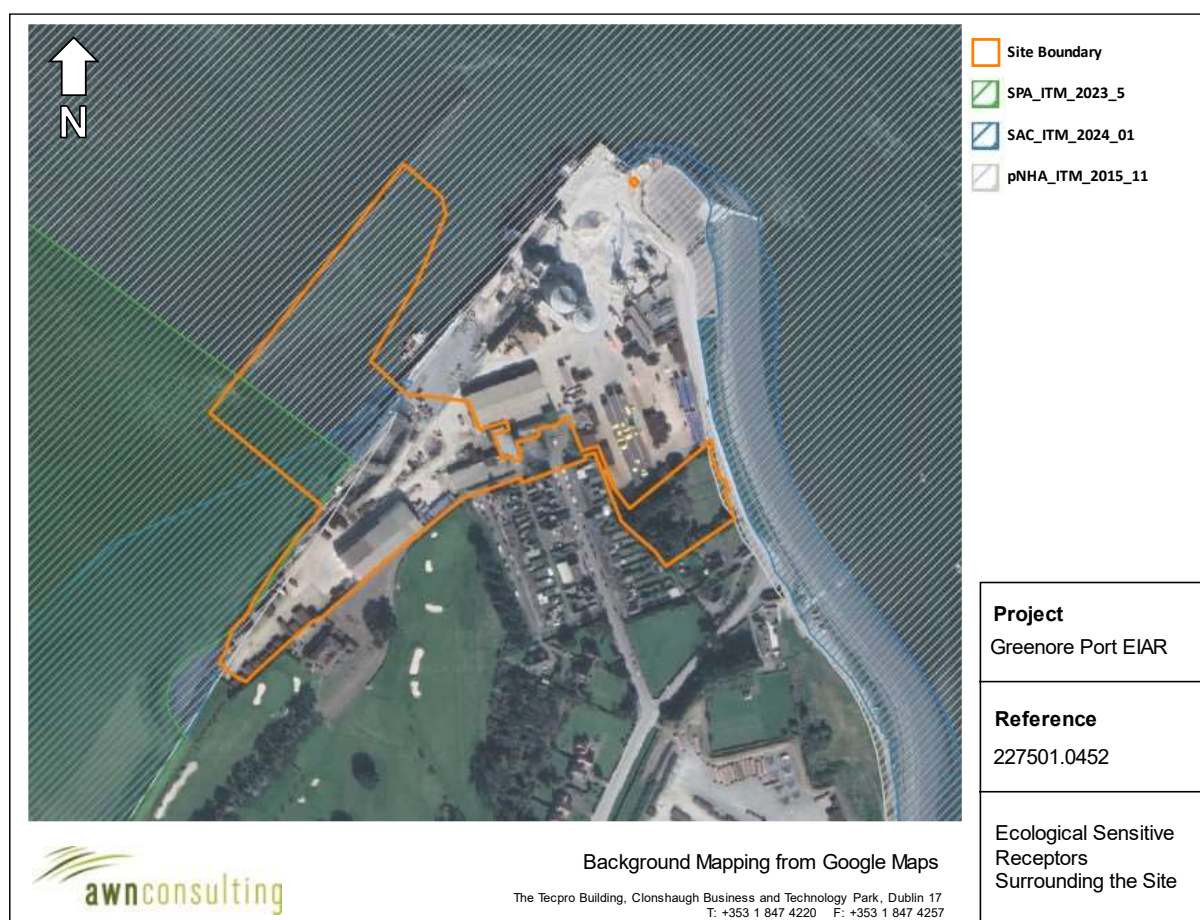 N
Site Boundary
SPA_ITM_2023_5
SAC_ITM_2024_01
pNHA_ITM_2015_11
Project
Greenore Port EIAR
Reference
227501.0452
Ecological Sensitive
Receptors
Surrounding the Site
awnconsulting
Background Mapping from Google Maps
The Tecpro Building, Clonshaugh Business and Technology Park, Dublin 17
T: +353 1 847 4220 F: +353 1 847 4257